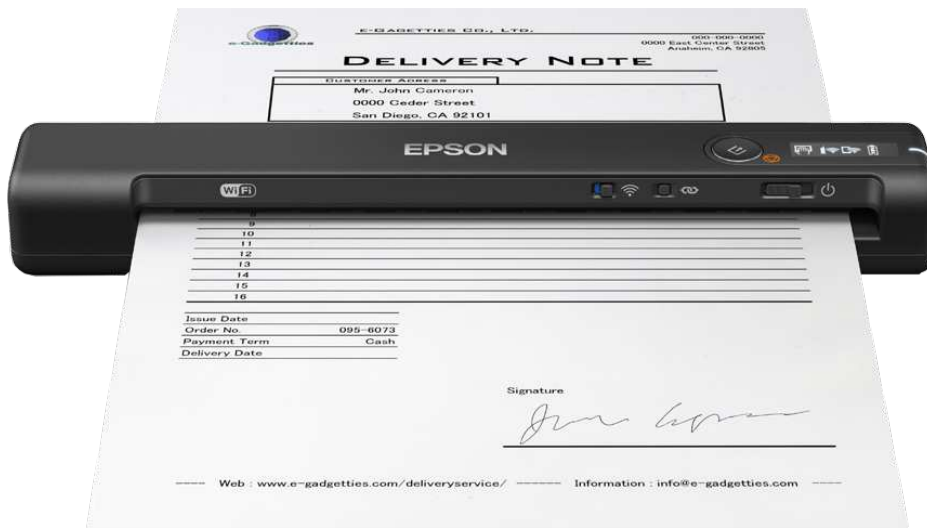 e-Gadgetties
E-GAGETTIES CO., LTD.
000-000-0000
0000 East Center Street
Anaheim, CA 92805
DELIVERY NOTE
CUSTOMER ADRESS
Mr. John Cameron
0000 Ceder Street
San Diego, CA 92101
EPSON
WiFi
8
9
10
11
12
13
14
15
16
Issue Date
Order No. 095-6073
Payment Term Cash
Delivery Date
Signature
Web : www.e-gadgetties.com/deliveryservice/ Information : info@e-gadgetties.com